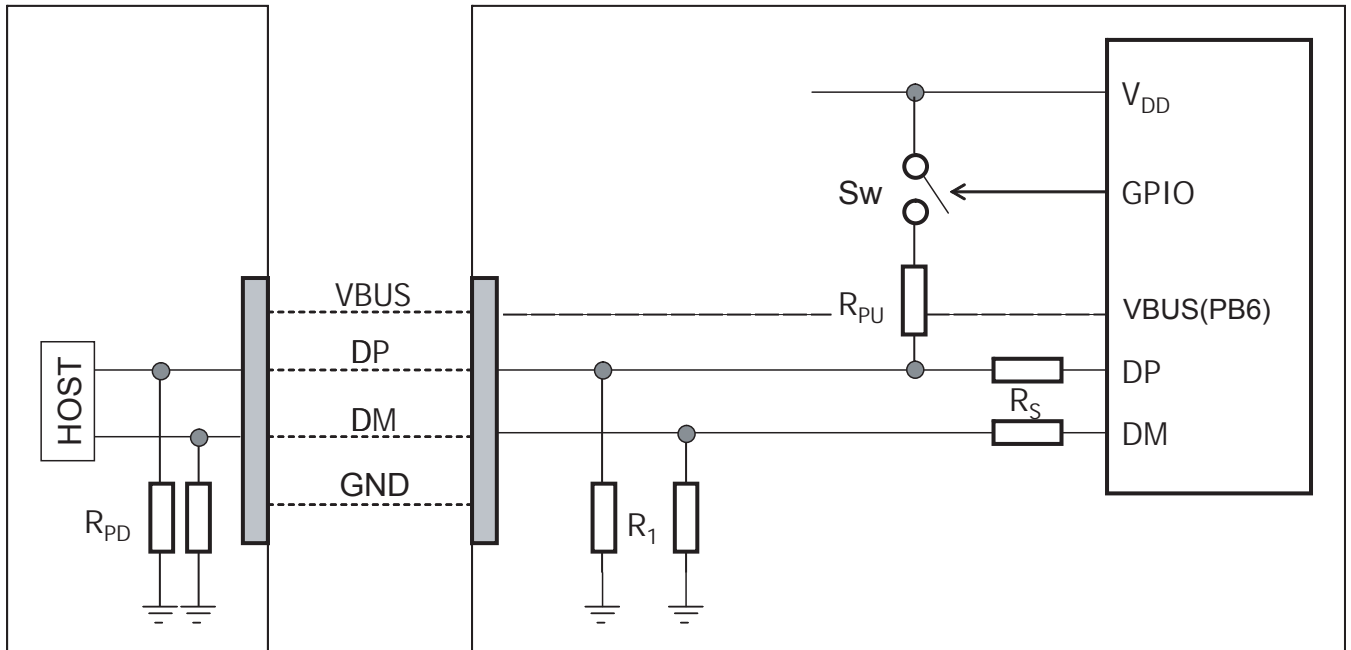 V_DD
Sw
GPIO
VBUS
R_PU
VBUS(PB6)
HOST
DP
DP
R_S
DM
DM
GND
R_PD
R_1